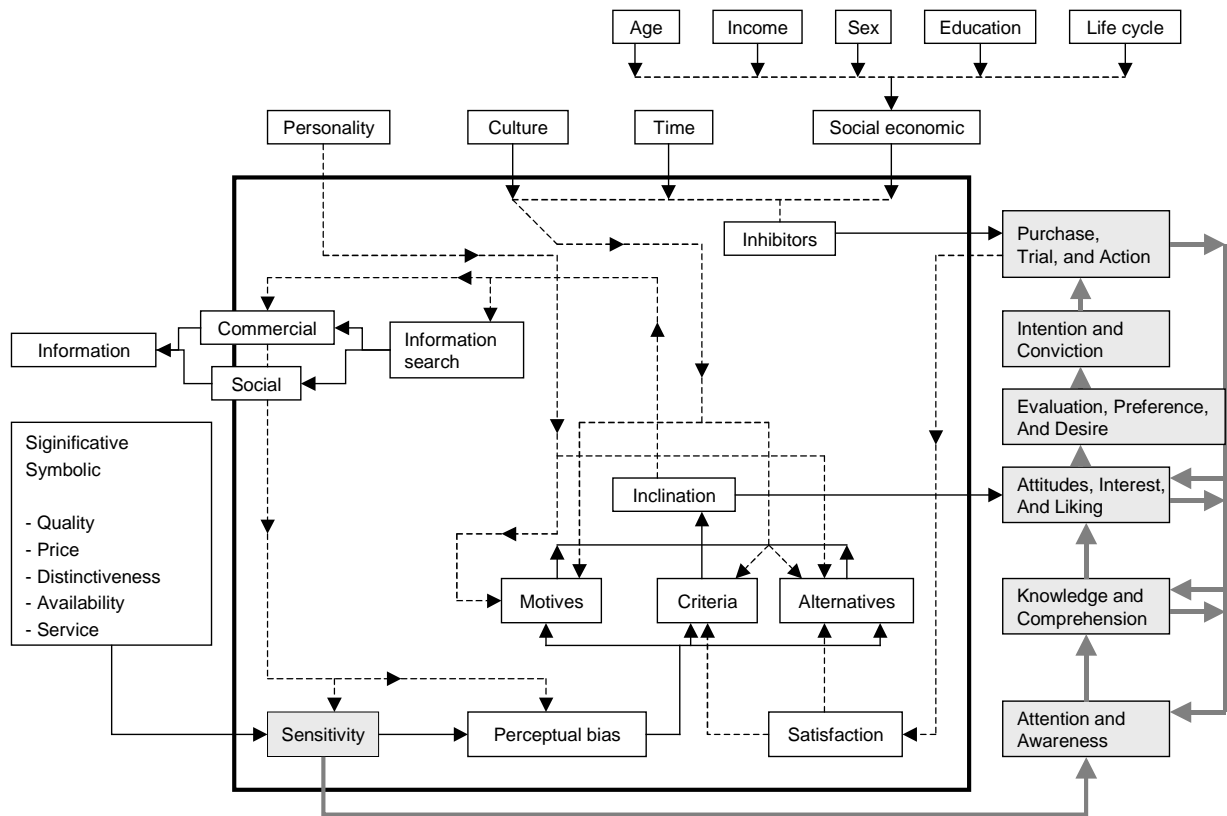 Age
Income
Sex
Education
Life cycle
Personality
Culture
Time
Social economic
Inhibitors
Purchase,
Trial, and Action
Commercial
Information
search
Information
Social
Intention and
Conviction
Evaluation, Preference,
And Desire
Siginificative
Symbolic
- Quality
- Price
- Distinctiveness
- Availability
- Service
Inclination
Attitudes, Interest,
And Liking
Motives
Criteria
Alternatives
Knowledge and
Comprehension
Sensitivity
Perceptual bias
Satisfaction
Attention and
Awareness